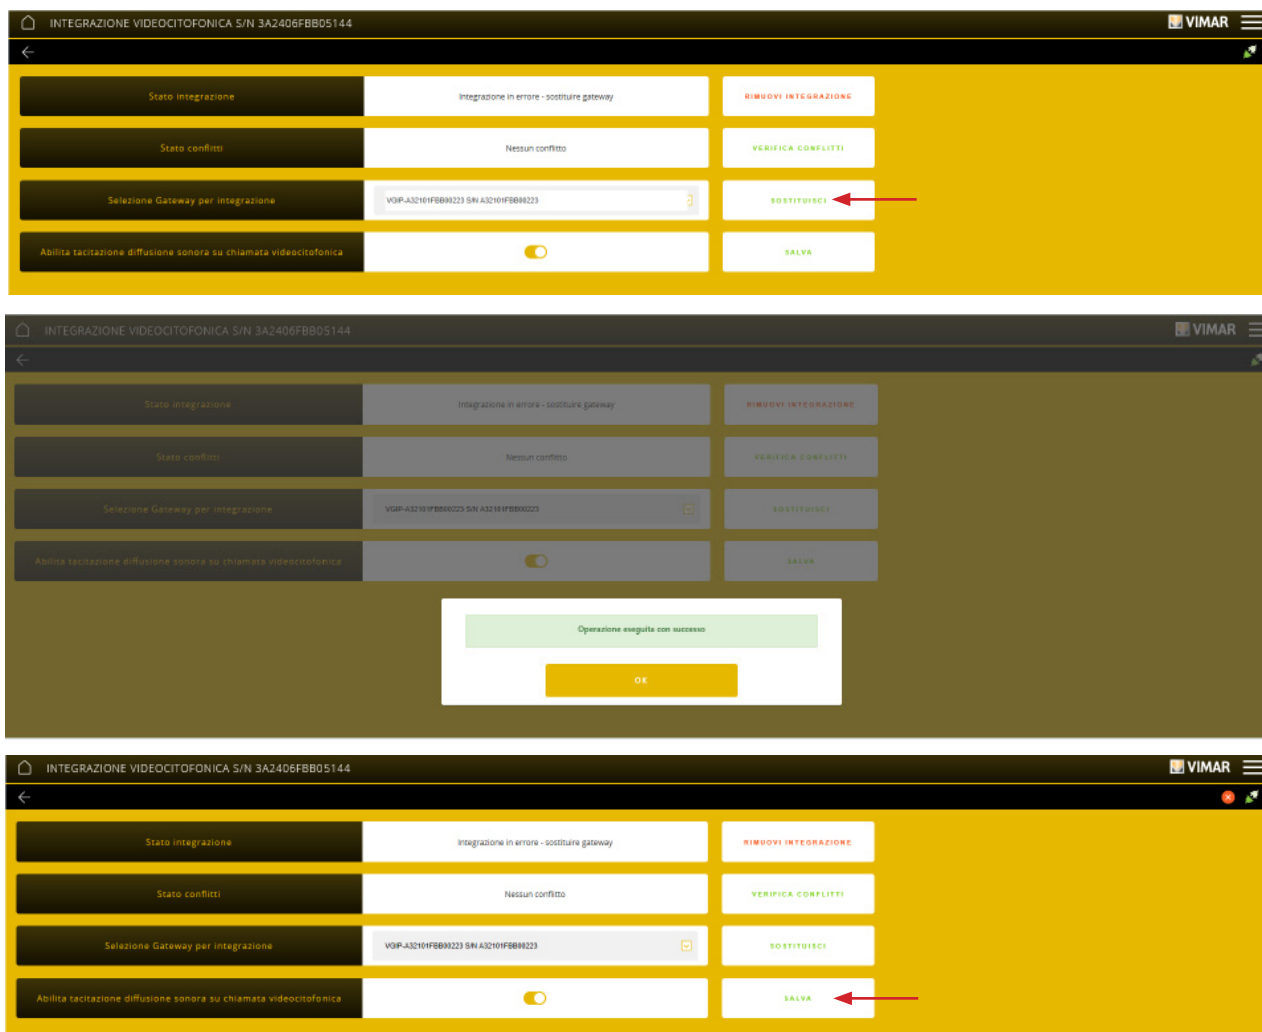 INTEGRAZIONE VIDEOCITOFONICA S/N 3A2406FBB05144 VIMAR
Stato integrazione Integrazione in errore - sostituire gateway RIMUOVI INTEGRAZIONE
Stato conflitti Nessun conflitto VERIFICA CONFLITTI
Selezione Gateway per integrazione VGIP-A32101FBB00223 S/N A32101FBB00223 SOSTITUISCI
Abilita tacitazione diffusione sonora su chiamata videocitofonica SALVA
INTEGRAZIONE VIDEOCITOFONICA S/N 3A2406FBB05144 VIMAR
Stato integrazione Integrazione in errore - sostituire gateway RIMUOVI INTEGRAZIONE
Stato conflitti Nessun conflitto VERIFICA CONFLITTI
Selezione Gateway per integrazione VGIP-A32101FBB00223 S/N A32101FBB00223 SOSTITUISCI
Abilita tacitazione diffusione sonora su chiamata videocitofonica SALVA
Operazione eseguita con successo
OK
INTEGRAZIONE VIDEOCITOFONICA S/N 3A2406FBB05144 VIMAR
Stato integrazione Integrazione in errore - sostituire gateway RIMUOVI INTEGRAZIONE
Stato conflitti Nessun conflitto VERIFICA CONFLITTI
Selezione Gateway per integrazione VGIP-A32101FBB00223 S/N A32101FBB00223 SOSTITUISCI
Abilita tacitazione diffusione sonora su chiamata videocitofonica SALVA